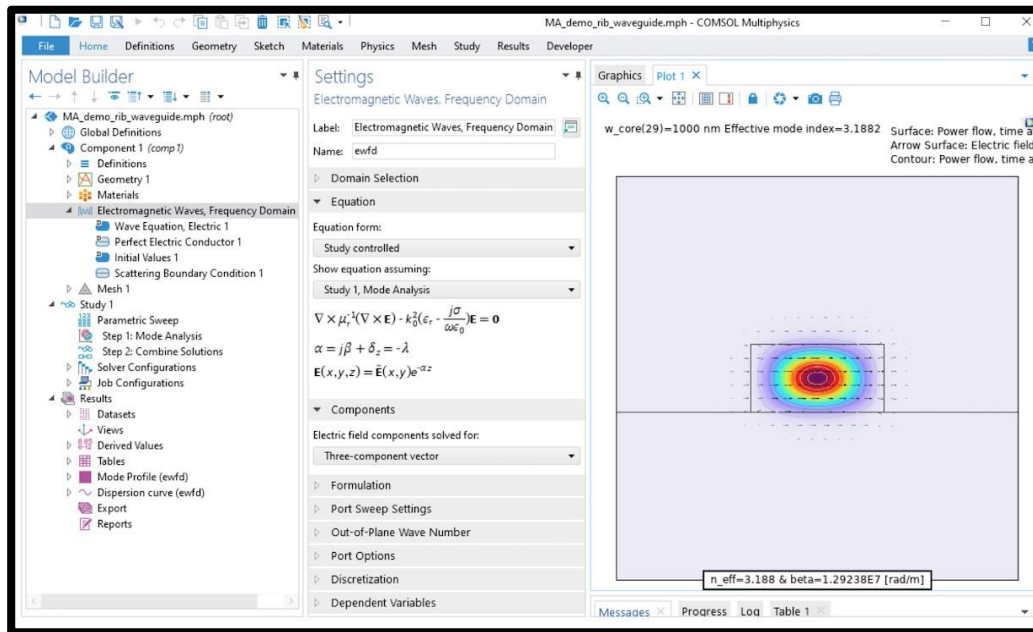 MA_demo_rib_waveguide.mph - COMSOL Multiphysics
File Home Definitions Geometry Sketch Materials Physics Mesh Study Results Developer
Model Builder
MA_demo_rib_waveguide.mph (root)
Global Definitions
Component 1 (comp1)
Definitions
Geometry 1
Materials
Electromagnetic Waves, Frequency Domain
Wave Equation, Electric 1
Perfect Electric Conductor 1
Initial Values 1
Scattering Boundary Condition 1
Mesh 1
Study 1
Parametric Sweep
Step 1: Mode Analysis
Step 2: Combine Solutions
Solver Configurations
Job Configurations
Results
Datasets
Views
Derived Values
Tables
Mode Profile (ewfd)
Dispersion curve (ewfd)
Export
Reports
Settings
Electromagnetic Waves, Frequency Domain
Label: Electromagnetic Waves, Frequency Domain
Name: ewfd
Domain Selection
Equation
Equation form:
Study controlled
Show equation assuming:
Study 1, Mode Analysis
∇ × μr⁻¹(∇ × E) - k₀²(εr - jσ/ωε₀)E = 0
α = jβ + δz = -λ
E(x,y,z) = Ẽ(x,y)e^-αz
Components
Electric field components solved for:
Three-component vector
Formulation
Port Sweep Settings
Out-of-Plane Wave Number
Port Options
Discretization
Dependent Variables
Graphics Plot 1
w_core(29)=1000 nm Effective mode index=3.1882
Surface: Power flow, time a
Arrow Surface: Electric field
Contour: Power flow, time a
n_eff=3.188 & beta=1.29238E7 [rad/m]
Messages Progress Log Table 1